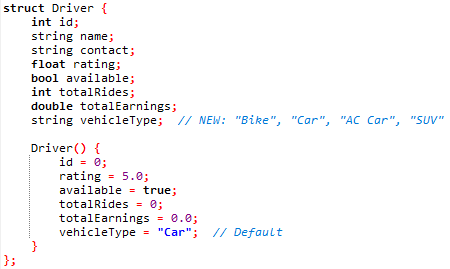 struct Driver {
    int id;
    string name;
    string contact;
    float rating;
    bool available;
    int totalRides;
    double totalEarnings;
    string vehicleType;  // NEW: "Bike", "Car", "AC Car", "SUV"

    Driver() {
        id = 0;
        rating = 5.0;
        available = true;
        totalRides = 0;
        totalEarnings = 0.0;
        vehicleType = "Car";  // Default
    }
};